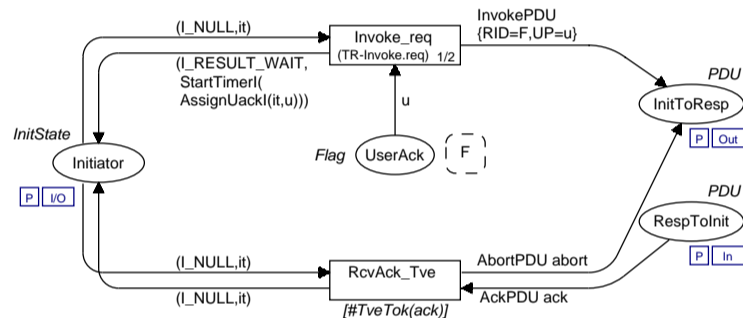 (I_NULL,it)
Invoke_req
(TR-Invoke.req) 1/2
InvokePDU
{RID=F,UP=u}
(I_RESULT_WAIT,
StartTimerI(
AssignUackI(it,u)))
PDU
InitToResp
P Out
u
InitState
Initiator
P I/O
Flag
UserAck
F
PDU
RespToInit
P In
(I_NULL,it)
RcvAck_Tve
AbortPDU abort
(I_NULL,it)
AckPDU ack
[#TveTok(ack)]